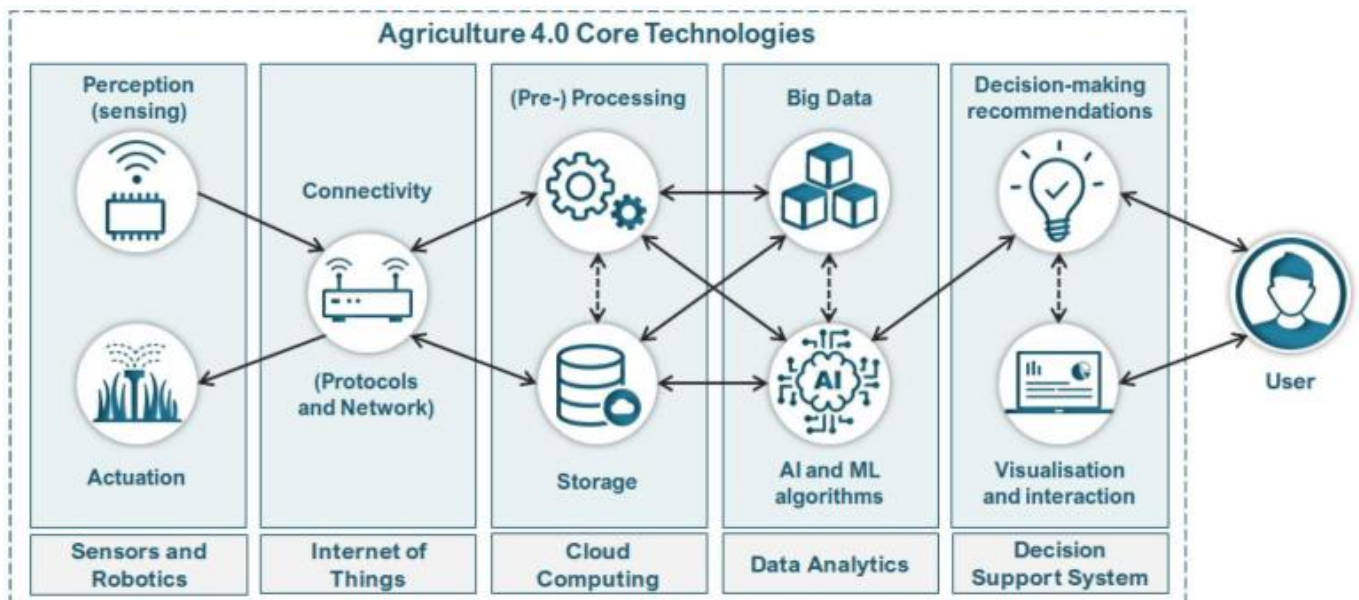 Agriculture 4.0 Core Technologies
Perception
(sensing)
Actuation
Sensors and
Robotics
Connectivity
(Protocols
and Network)
Internet of
Things
(Pre-) Processing
Storage
Cloud
Computing
Big Data
AI
AI and ML
algorithms
Data Analytics
Decision-making
recommendations
Visualisation
and interaction
Decision
Support System
User